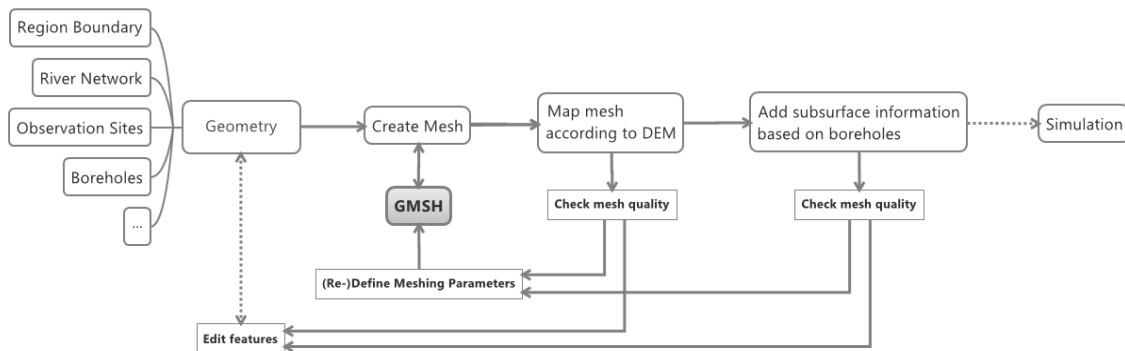 Region Boundary
River Network
Observation Sites
Boreholes
...
Geometry
Create Mesh
Map mesh
according to DEM
Add subsurface information
based on boreholes
Simulation
GMSH
Check mesh quality
Check mesh quality
(Re-)Define Meshing Parameters
Edit features